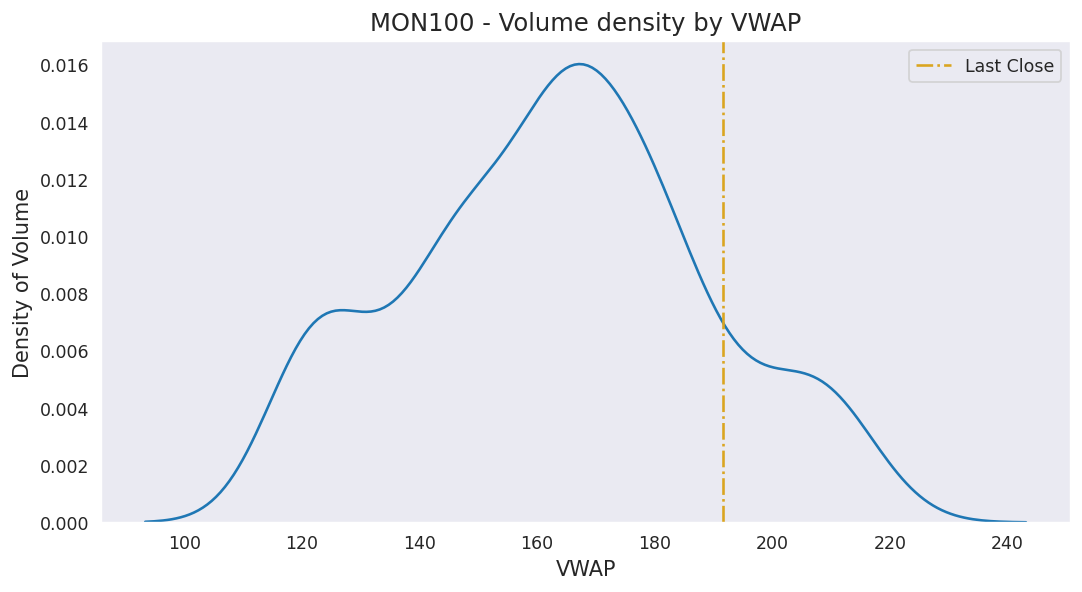 MON100 - Volume density by VWAP
Last Close
Density of Volume
0.016
0.014
0.012
0.010
0.008
0.006
0.004
0.002
0.000
100 120 140 160 180 200 220 240
VWAP